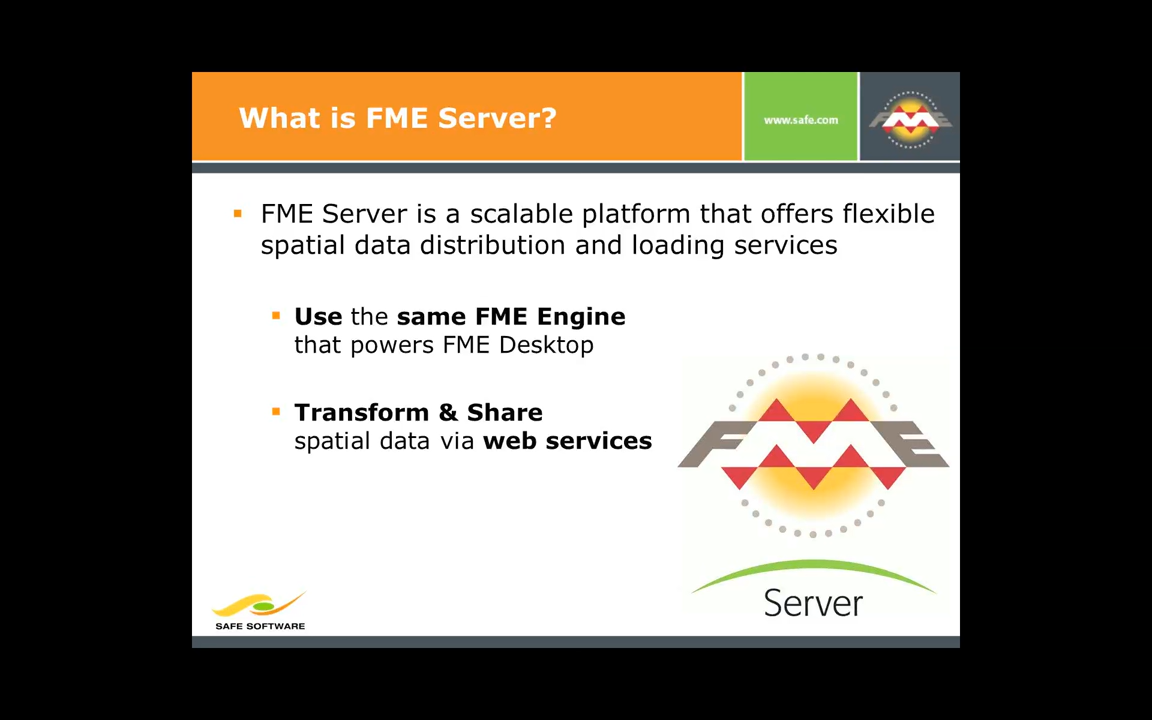 What is FME Server?
www.safe.com
FME
FME Server is a scalable platform that offers flexible
spatial data distribution and loading services
Use the same FME Engine
that powers FME Desktop
Transform & Share
spatial data via web services
FME
Server
SAFE SOFTWARE